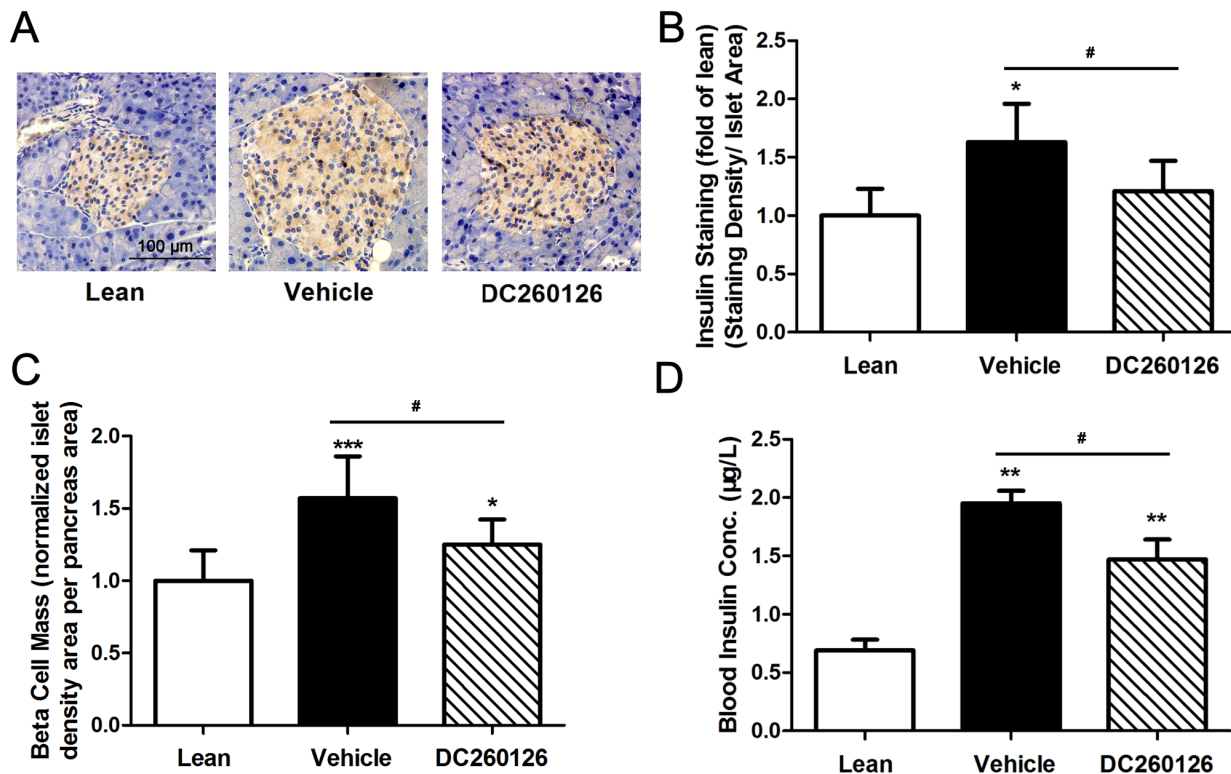 A
100 µm
Lean
Vehicle
DC260126
B
Insulin Staining (fold of lean)
(Staining Density/ Islet Area)
2.5
2.0
1.5
1.0
0.5
0.0
#
*
Lean
Vehicle
DC260126
C
Beta Cell Mass (normalized islet
density area per pancreas area)
2.0
1.5
1.0
0.5
0.0
#
***
*
Lean
Vehicle
DC260126
D
Blood Insulin Conc. (µg/L)
2.5
2.0
1.5
1.0
0.5
0.0
#
**
**
Lean
Vehicle
DC260126